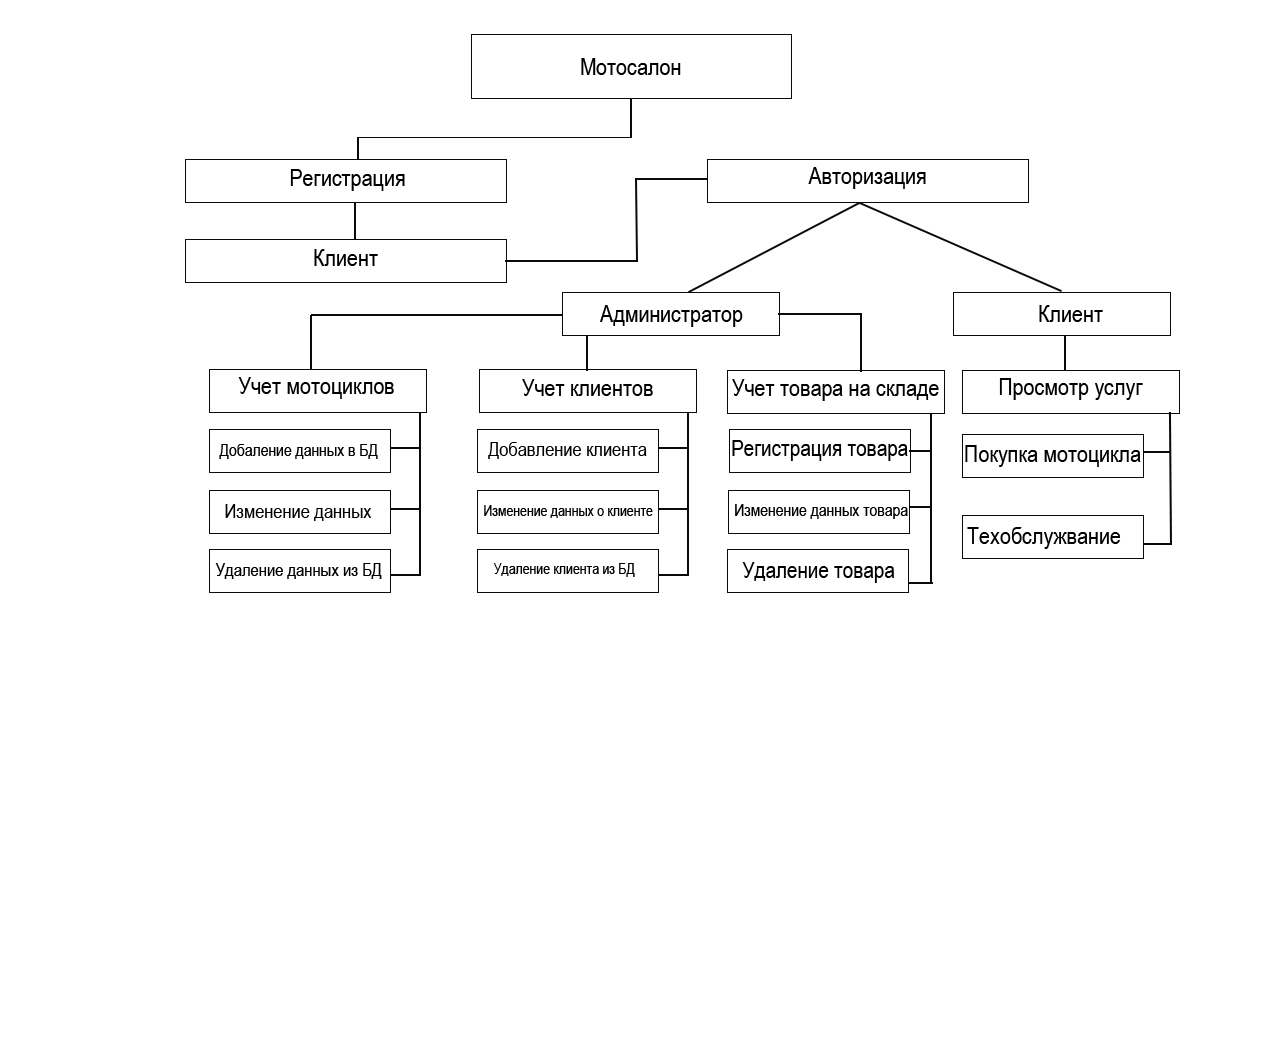 Мотосалон
Регистрация
Авторизация
Клиент
Администратор
Клиент
Учет мотоциклов
Учет клиентов
Учет товара на складе
Просмотр услуг
Добаление данных в БД
Добавление клиента
Регистрация товара
Покупка мотоцикла
Изменение данных
Изменение данных о клиенте
Изменение данных товара
Техобслужвание
Удаление данных из БД
Удаление клиента из БД
Удаление товара